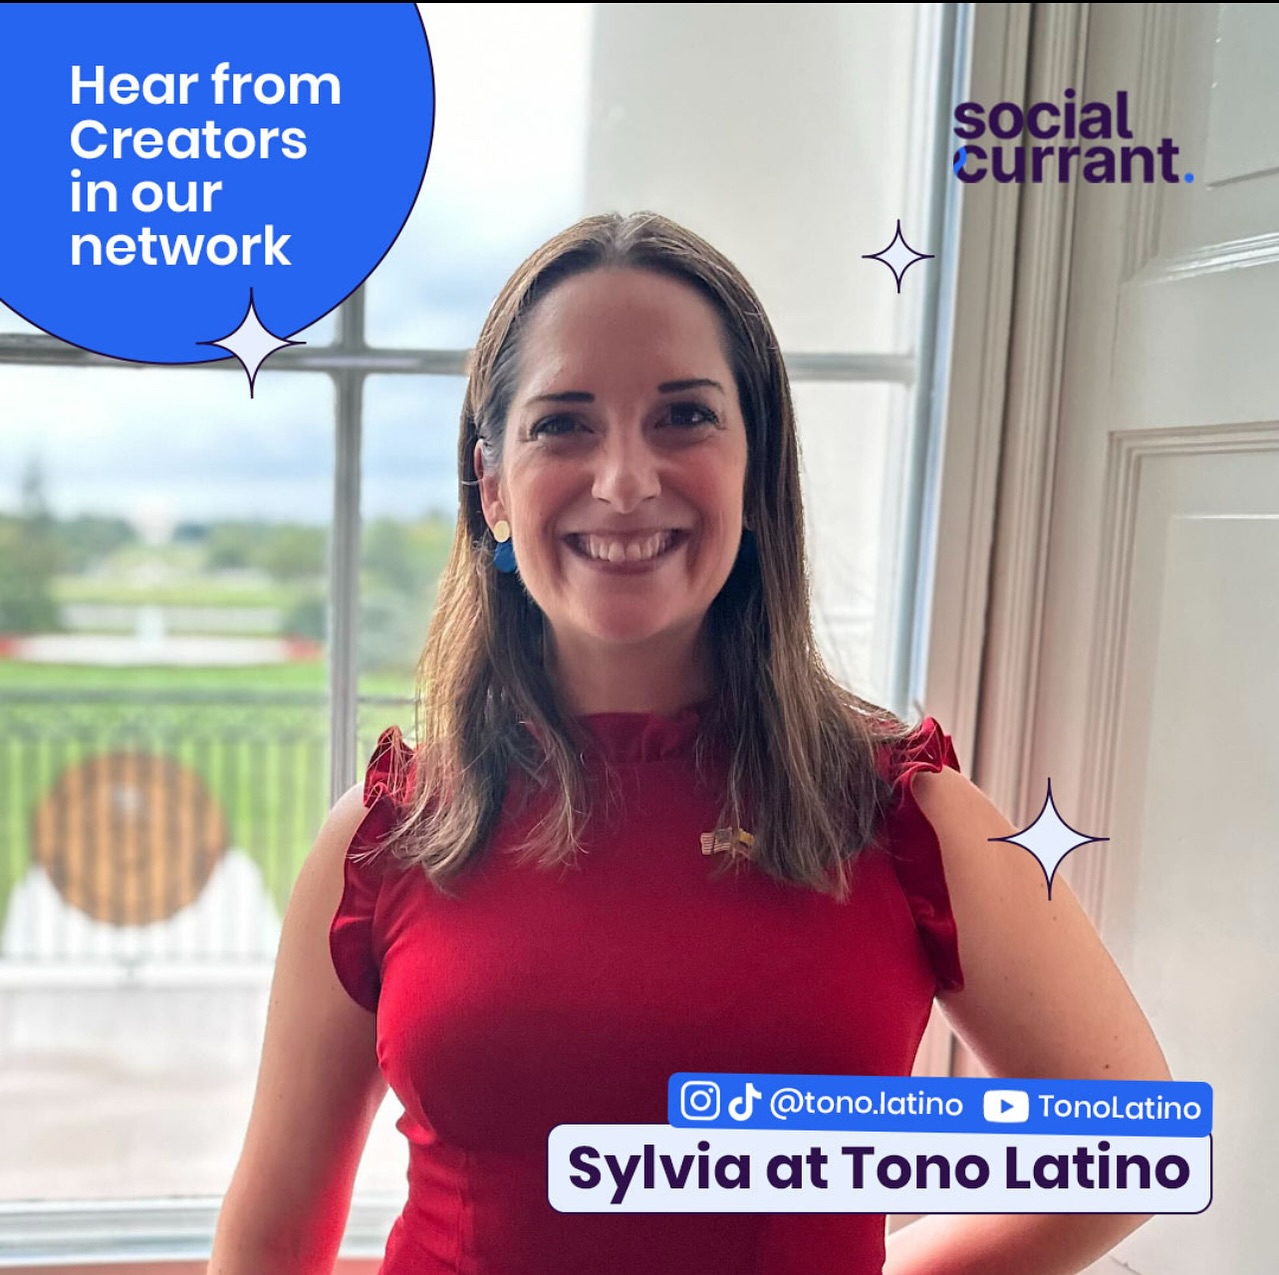 Hear from
Creators
in our
network
social
currant.
@tono.latino TonoLatino
Sylvia at Tono Latino